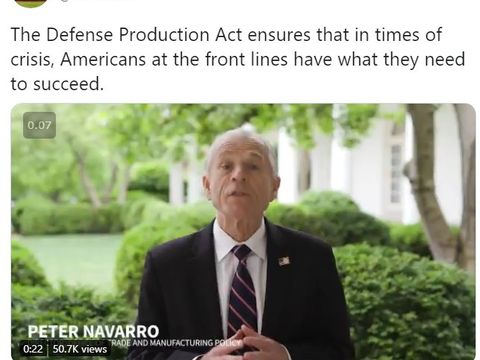 The Defense Production Act ensures that in times of
crisis, Americans at the front lines have what they need
to succeed.
0.07
PETER NAVARRO
TRADE AND MANUFACTURING POLICY
0:22 50.7K views